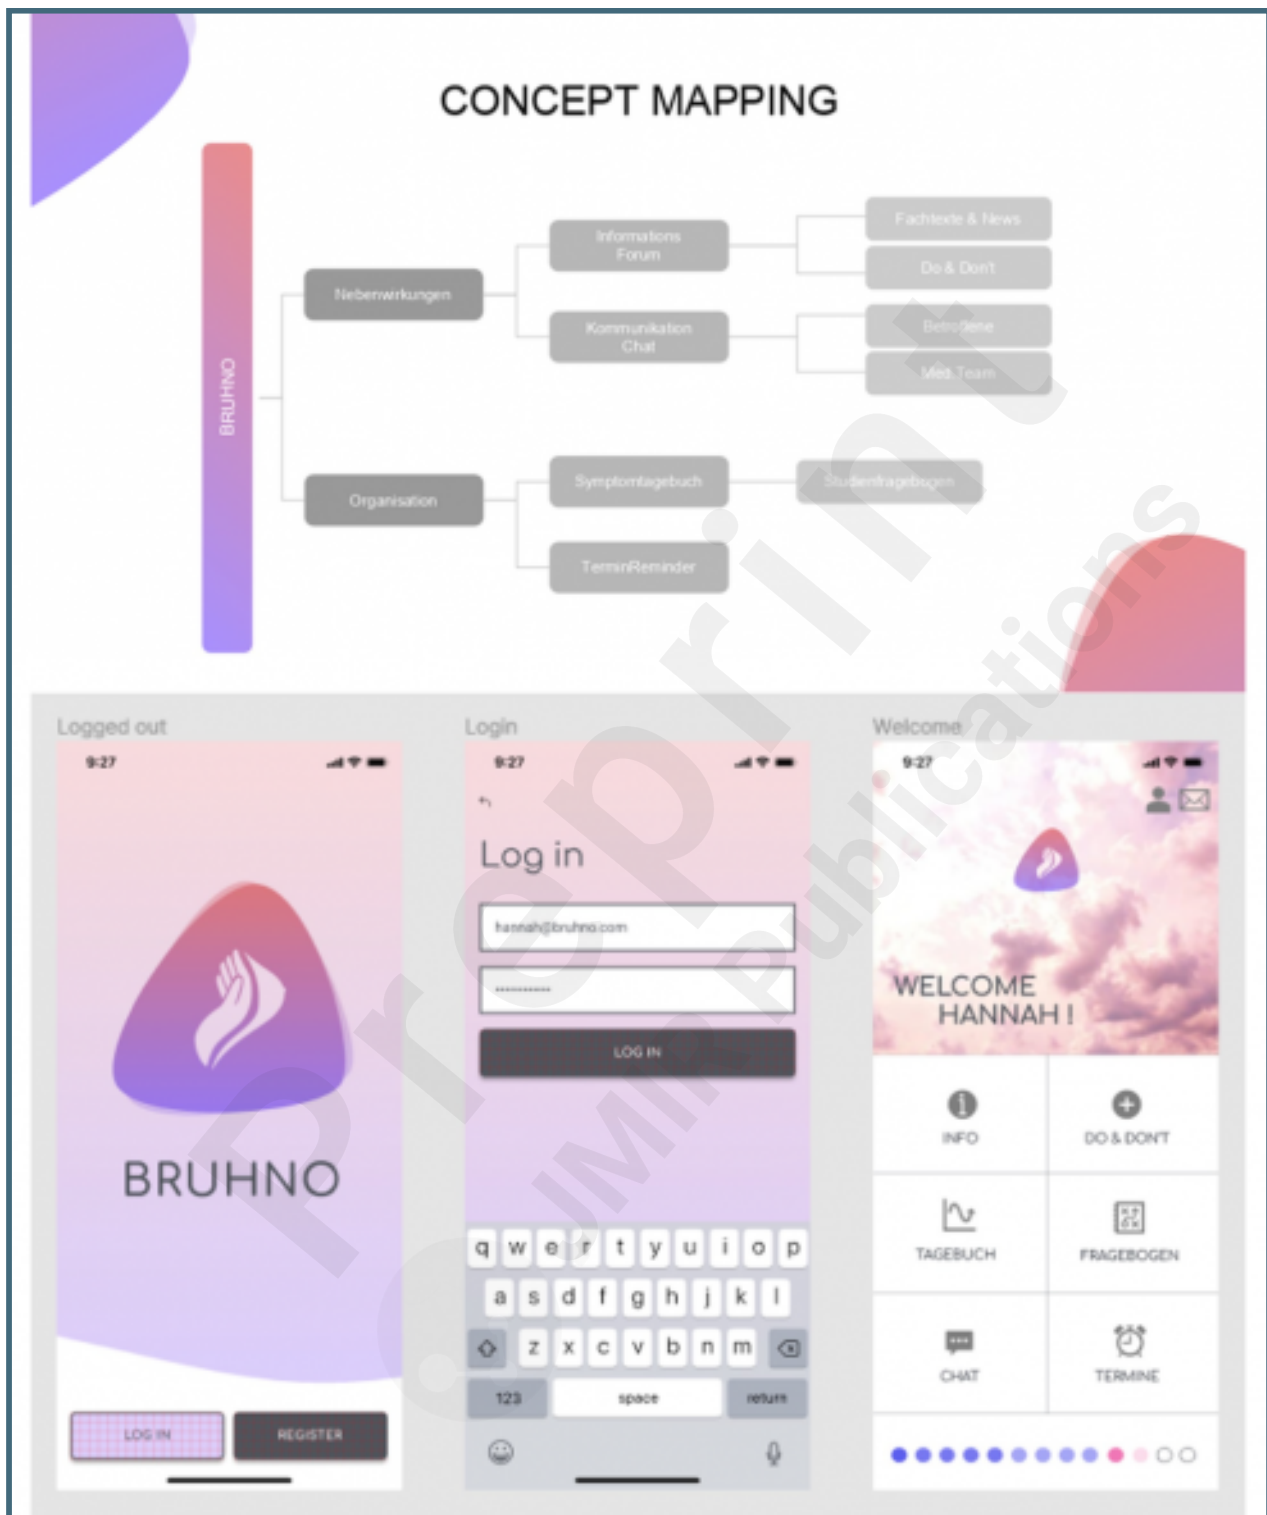 CONCEPT MAPPING
BRUHNO
Nebenwirkungen
Informations
Forum
Fachtexte & News
Do & Don't
Kommunikation
Chat
Betroffene
Med.Team
Organisation
Symptomtagebuch
Studienfragebogen
TerminReminder
Logged out
9:27
BRUHNO
LOG IN
REGISTER
Login
9:27
Log in
hannah@bruhno.com
LOG IN
q w e r t y u i o p
a s d f g h j k l
z x c v b n m
123
space
return
Welcome
9:27
WELCOME
HANNAH !
INFO
DO & DON'T
TAGEBUCH
FRAGEBOGEN
CHAT
TERMINE
Preprint
JMIR Publications